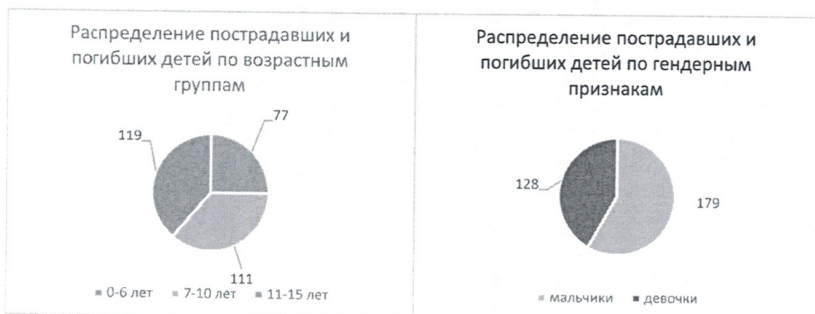 Распределение пострадавших и
погибших детей по возрастным
группам
119
77
111
0-6 лет 7-10 лет 11-15 лет
Распределение пострадавших и
погибших детей по гендерным
признакам
128
179
мальчики девочки